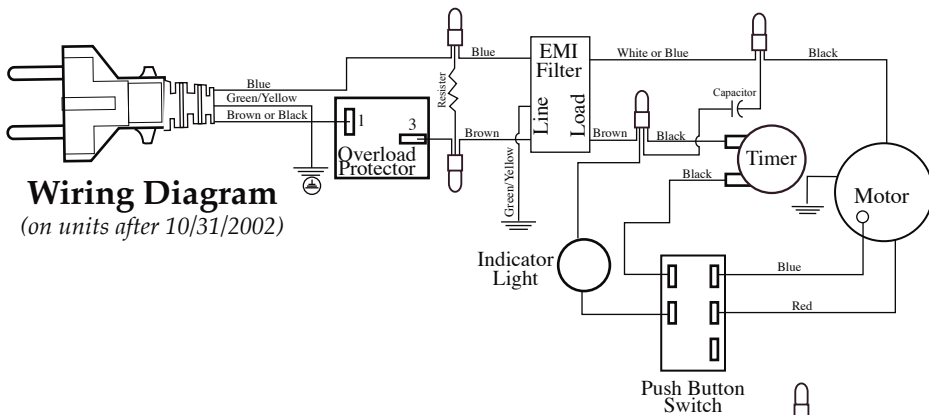 Blue
Green/Yellow
Brown or Black
1
3
Overload
Protector
Wiring Diagram
(on units after 10/31/2002)
Blue
Resister
Brown
Green/Yellow
EMI
Filter
Line
Load
White or Blue
Black
Capacitor
Brown
Black
Timer
Black
Motor
Indicator
Light
Blue
Red
Push Button
Switch